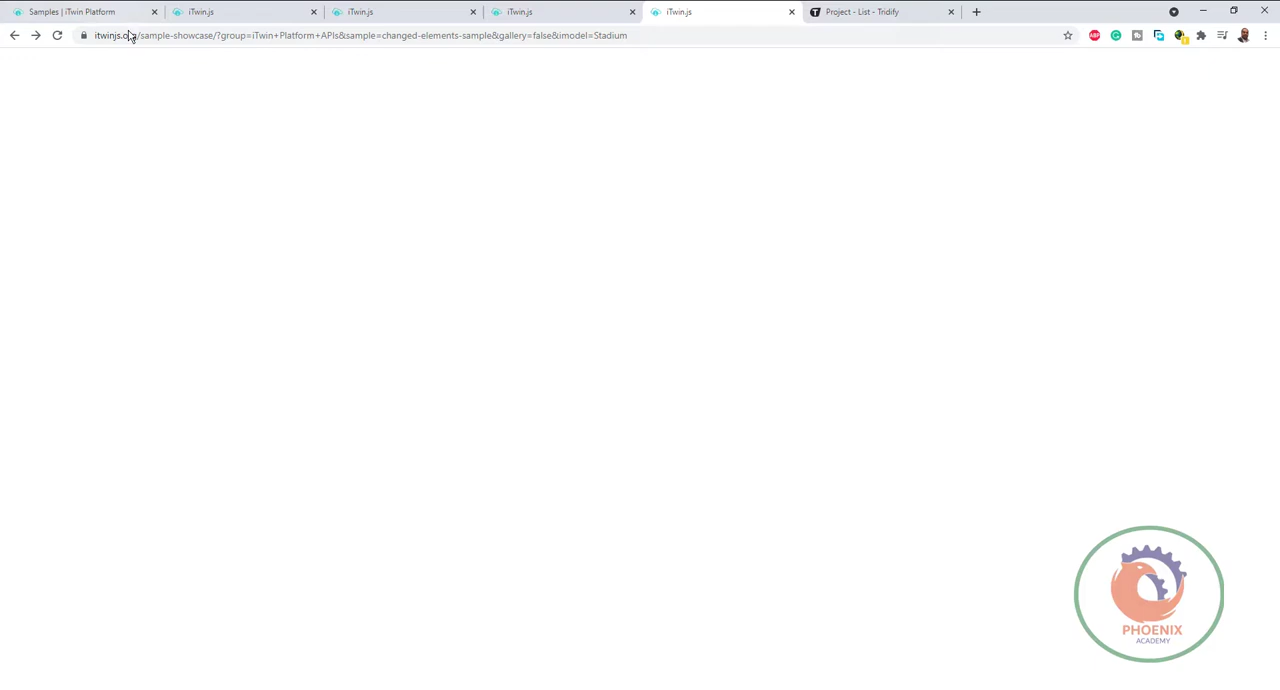 Samples | iTwin Platform
iTwin.js
iTwin.js
iTwin.js
iTwin.js
Project - List - Tridify
/sample-showcase/?group=iTwin+Platform+APIs&sample=changed-elements-sample&gallery=false&imodel=Stadium
ABP
PHOENIX
ACADEMY